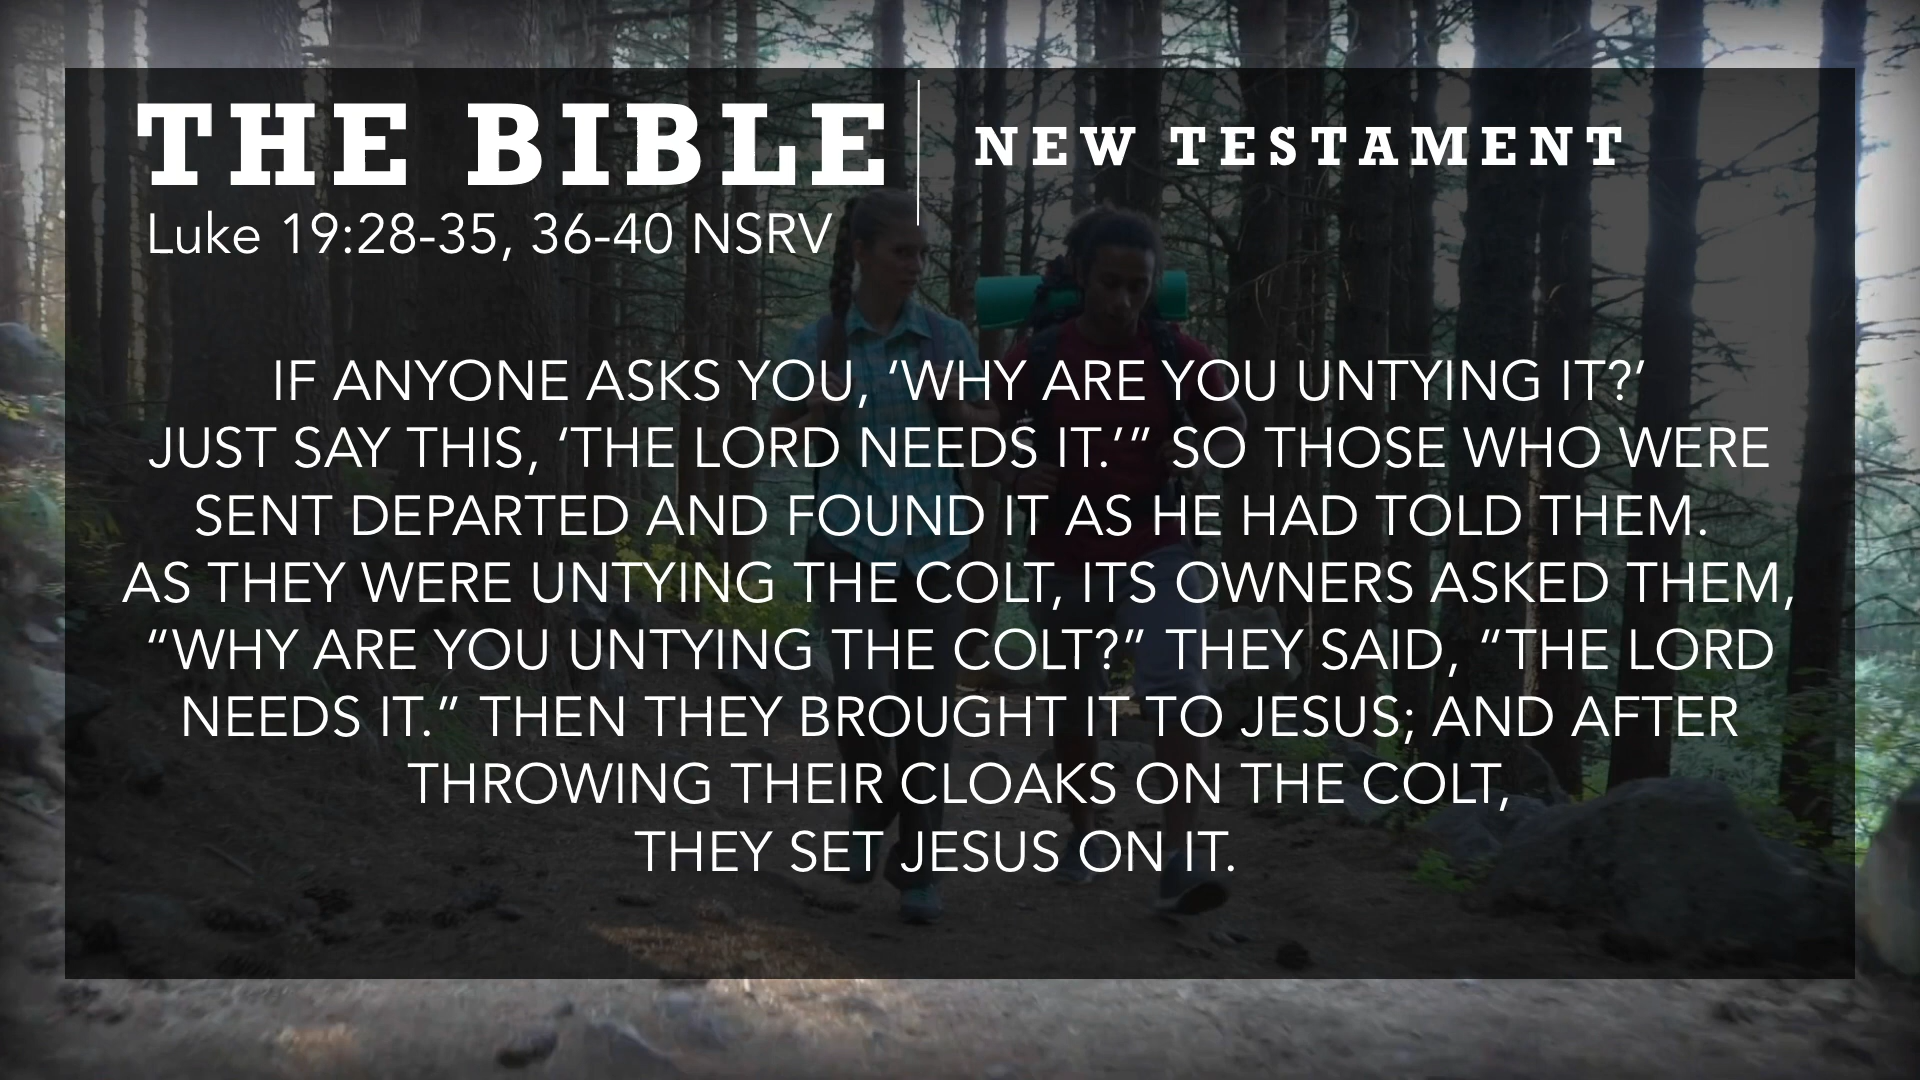 THE BIBLE
NEW TESTAMENT
Luke 19:28-35, 36-40 NSRV
IF ANYONE ASKS YOU, ‘WHY ARE YOU UNTYING IT?’
JUST SAY THIS, ‘THE LORD NEEDS IT.’” SO THOSE WHO WERE
SENT DEPARTED AND FOUND IT AS HE HAD TOLD THEM.
AS THEY WERE UNTYING THE COLT, ITS OWNERS ASKED THEM,
“WHY ARE YOU UNTYING THE COLT?” THEY SAID, “THE LORD
NEEDS IT.” THEN THEY BROUGHT IT TO JESUS; AND AFTER
THROWING THEIR CLOAKS ON THE COLT,
THEY SET JESUS ON IT.